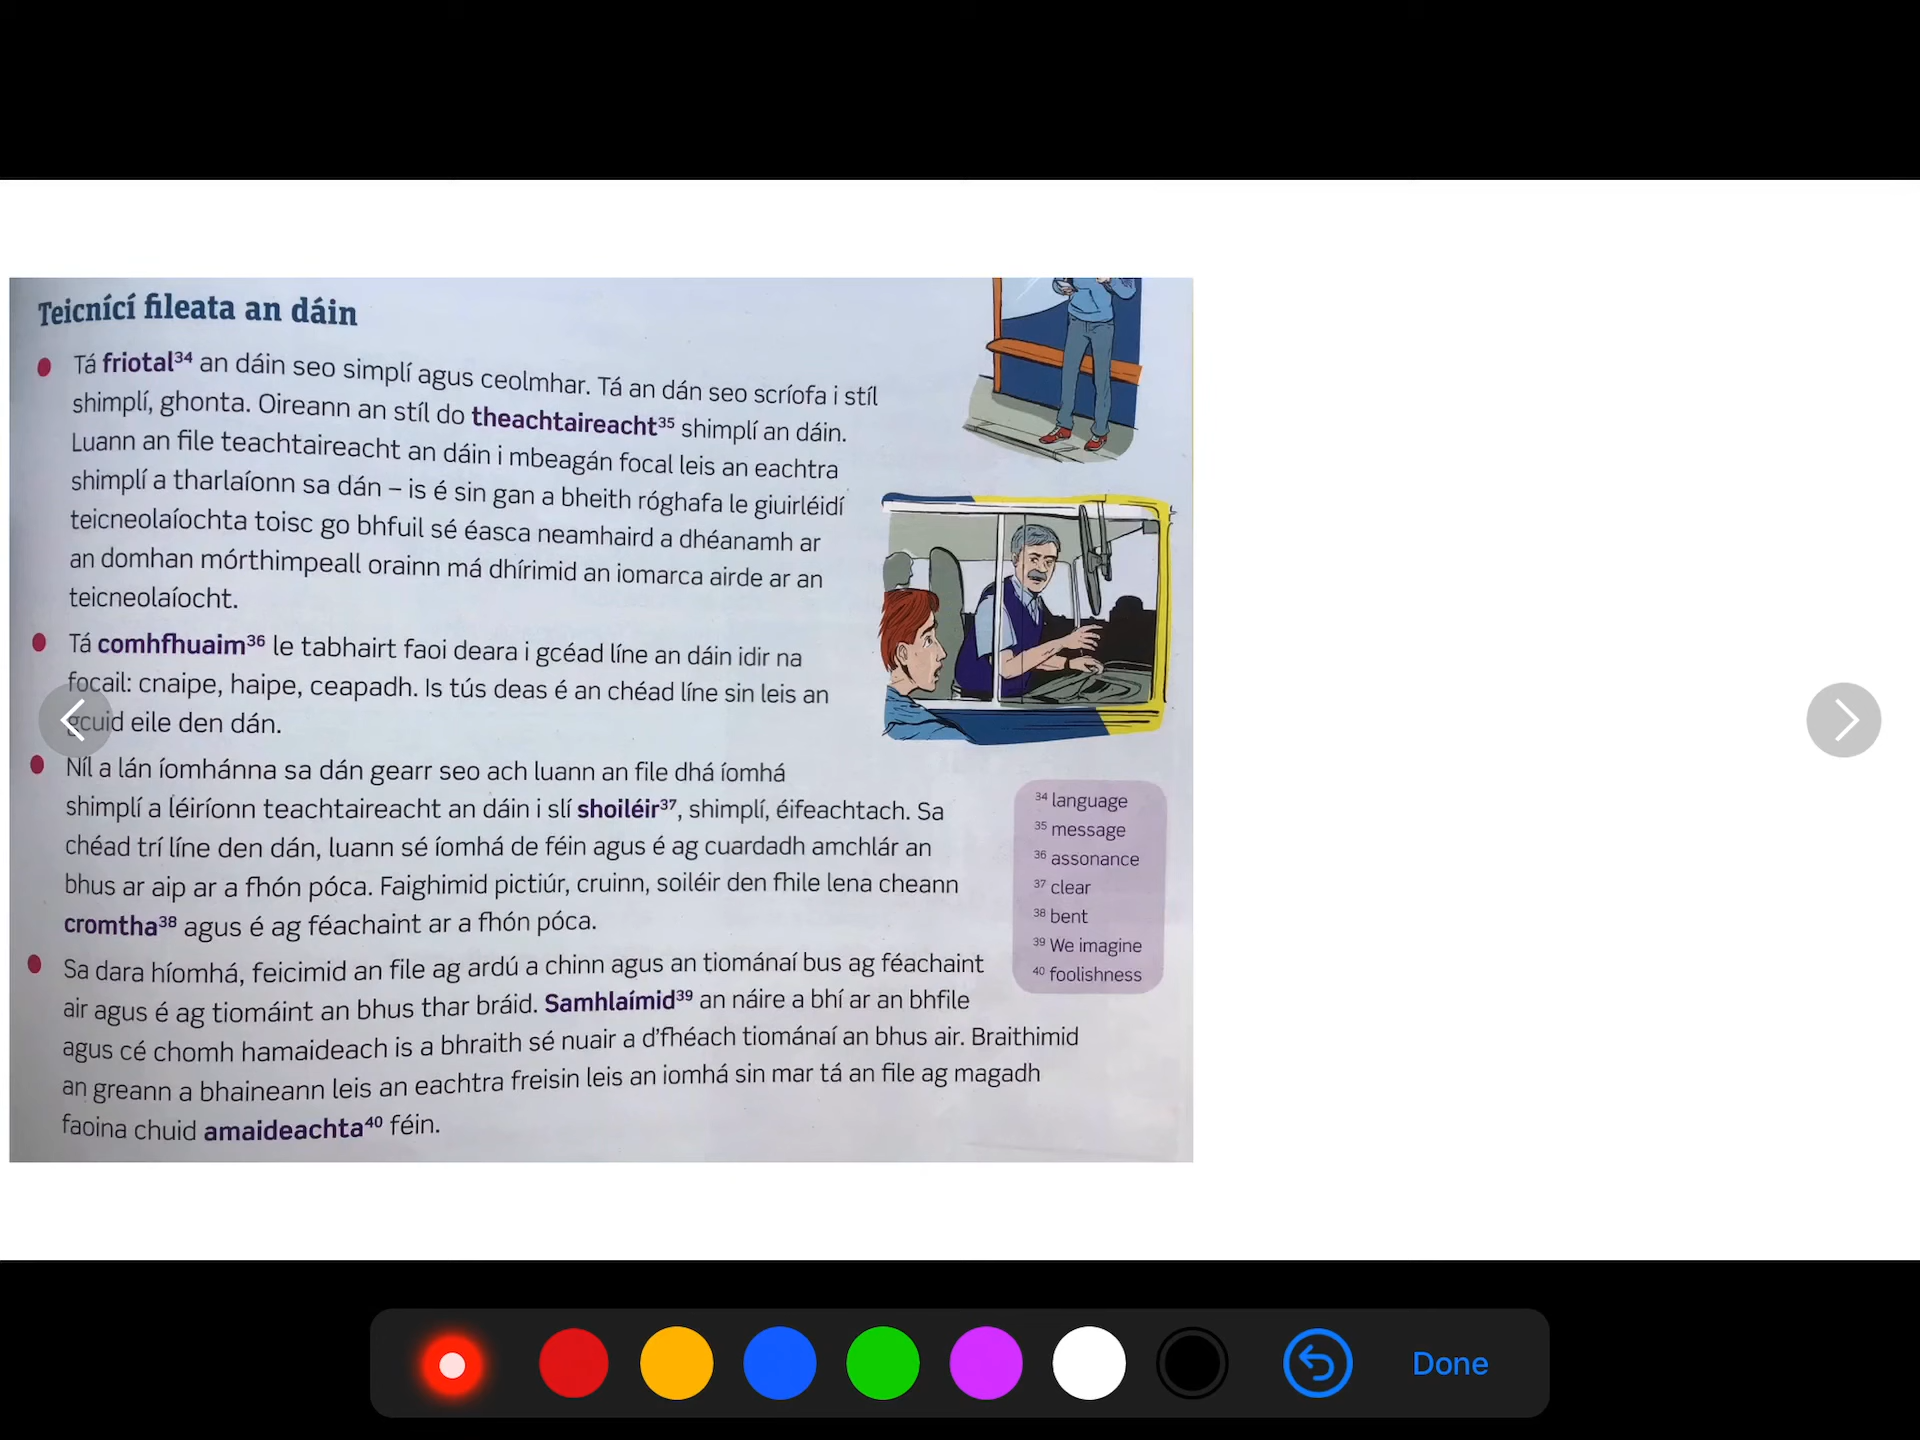 Teicnící fileata an dáin
Tá friotal³⁴ an dáin seo simplí agus ceolmhar. Tá an dán seo scríofa i stíl
shimplí, ghonta. Oireann an stíl do theachtaireacht³⁵ shimplí an dáin.
Luann an file teachtaireacht an dáin i mbeagán focal leis an eachtra
shimplí a tharlaíonn sa dán – is é sin gan a bheith róghafa le giuirléidí
teicneolaíochta toisc go bhfuil sé éasca neamhaird a dhéanamh ar
an domhan mórthimpeall orainn má dhírimid an iomarca airde ar an
teicneolaíocht.
Tá comhfhuaim³⁶ le tabhairt faoi deara i gcéad líne an dáin idir na
focail: cnaipe, haipe, ceapadh. Is tús deas é an chéad líne sin leis an
gcuid eile den dán.
Níl a lán íomhánna sa dán gearr seo ach luann an file dhá íomhá
shimplí a léiríonn teachtaireacht an dáin i slí shoiléir³⁷, shimplí, éifeachtach. Sa
chéad trí líne den dán, luann sé íomhá de féin agus é ag cuardadh amchlár an
bhus ar aip ar a fhón póca. Faighimid pictiúr, cruinn, soiléir den fhile lena cheann
cromtha³⁸ agus é ag féachaint ar a fhón póca.
Sa dara híomhá, feicimid an file ag ardú a chinn agus an tiománaí bus ag féachaint
air agus é ag tiomáint an bhus thar bráid. Samhlaímid³⁹ an náire a bhí ar an bhfile
agus cé chomh hamaideach is a bhraith sé nuair a d'fhéach tiománaí an bhus air. Braithimid
an greann a bhaineann leis an eachtra freisin leis an iomhá sin mar tá an file ag magadh
faoina chuid amaideachta⁴⁰ féin.
³⁴ language
³⁵ message
³⁶ assonance
³⁷ clear
³⁸ bent
³⁹ We imagine
⁴⁰ foolishness
Done